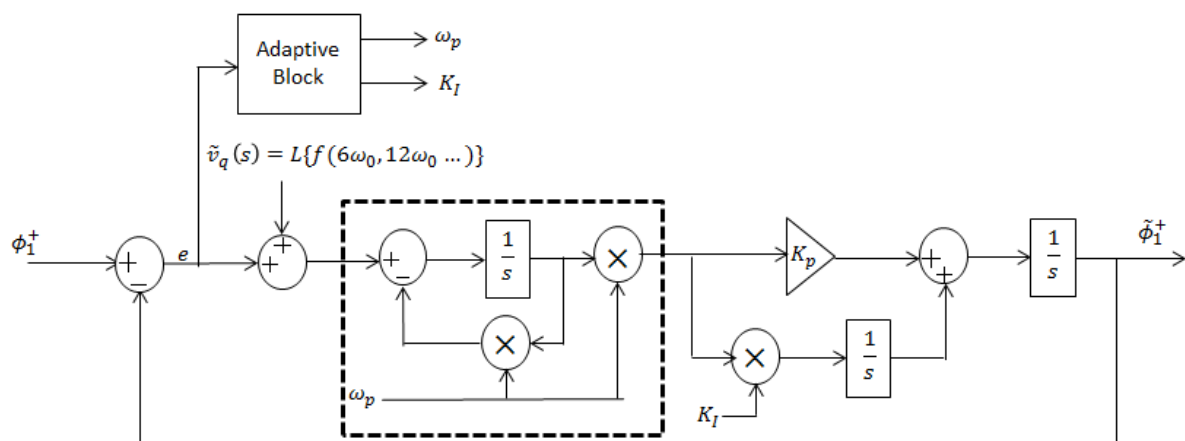 Adaptive
Block
ω_p
K_I
ṽ_q(s) = L{f(6ω_0, 12ω_0 …)}
ϕ_1^+
+
−
e
+
+
+
−
1/s
×
×
ω_p
K_p
×
K_I
1/s
+
+
1/s
ϕ̃_1^+